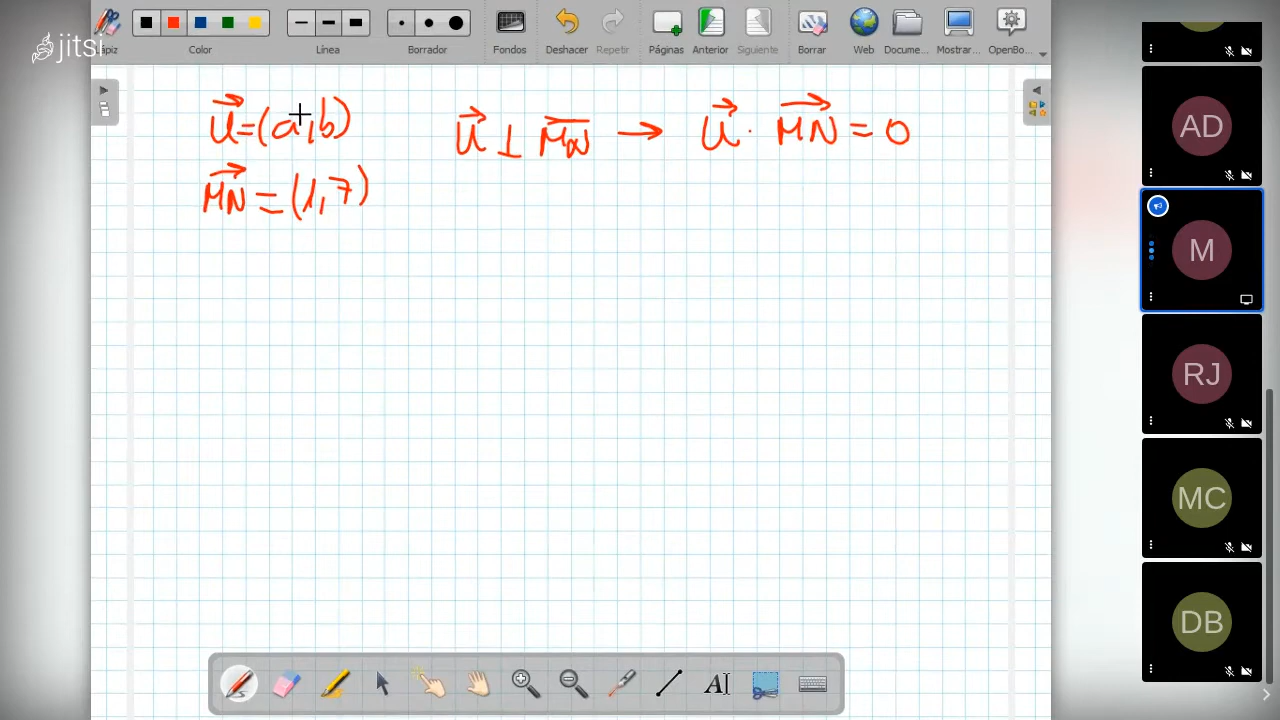 jitsi
Lápiz Color Línea Borrador Fondos Deshacer Repetir Páginas Anterior Siguiente Borrar Web Docume... Mostrar... OpenBo...
u⃗=(a,b) u⃗ ⊥ M͞N͞ → u⃗ · MN⃗ = 0
MN⃗ = (1,7)
AI
AD
M
RJ
MC
DB